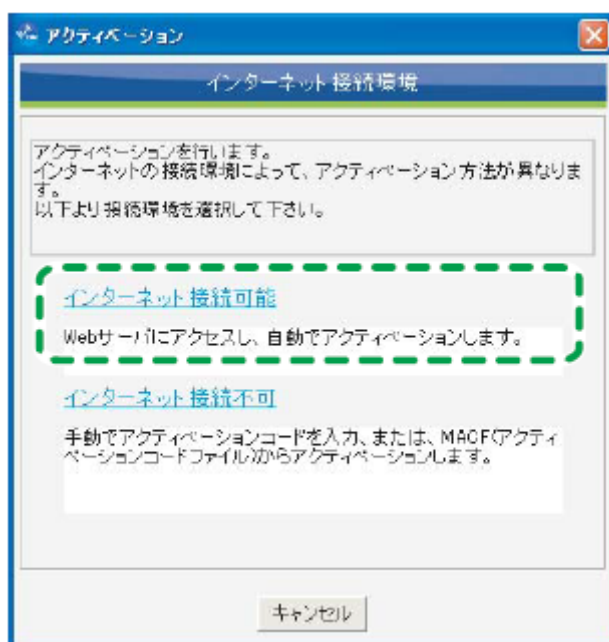 アクティベーション
インターネット接続環境
アクティベーションを行います。
インターネットの接続環境によって、アクティベーション方法が異なりま
す。
以下より接続環境を選択して下さい。
インターネット接続可能
Webサーバにアクセスし、自動でアクティベーションします。
インターネット接続不可
手動でアクティベーションコードを入力、または、MACF(アクティ
ベーションコードファイル)からアクティベーションします。
キャンセル